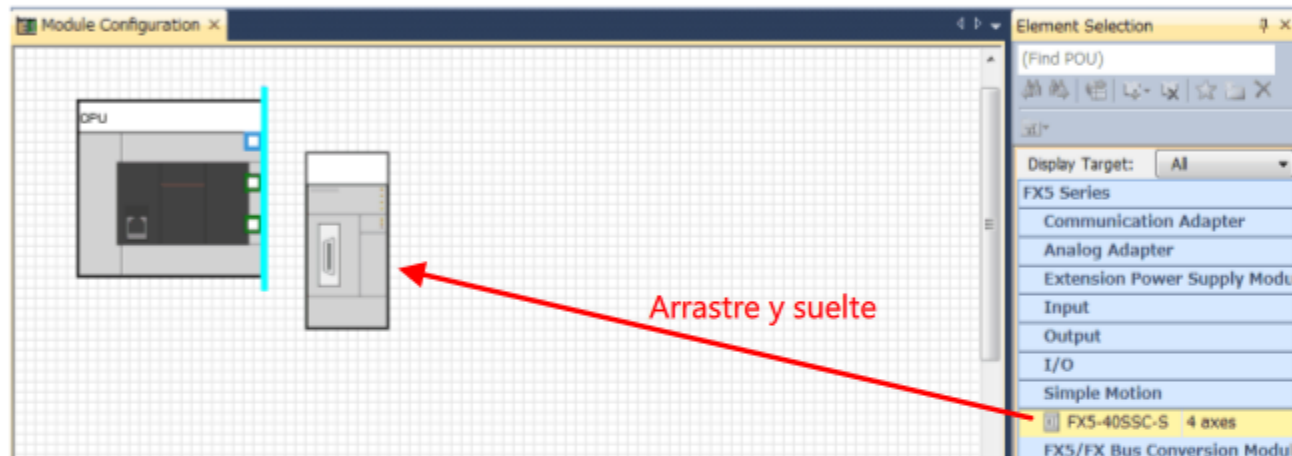 Module Configuration
Element Selection
(Find POU)
CPU
Display Target: All
FX5 Series
Communication Adapter
Analog Adapter
Extension Power Supply Modu
Input
Output
I/O
Simple Motion
FX5-40SSC-S 4 axes
FX5/FX Bus Conversion Modul
Arrastre y suelte